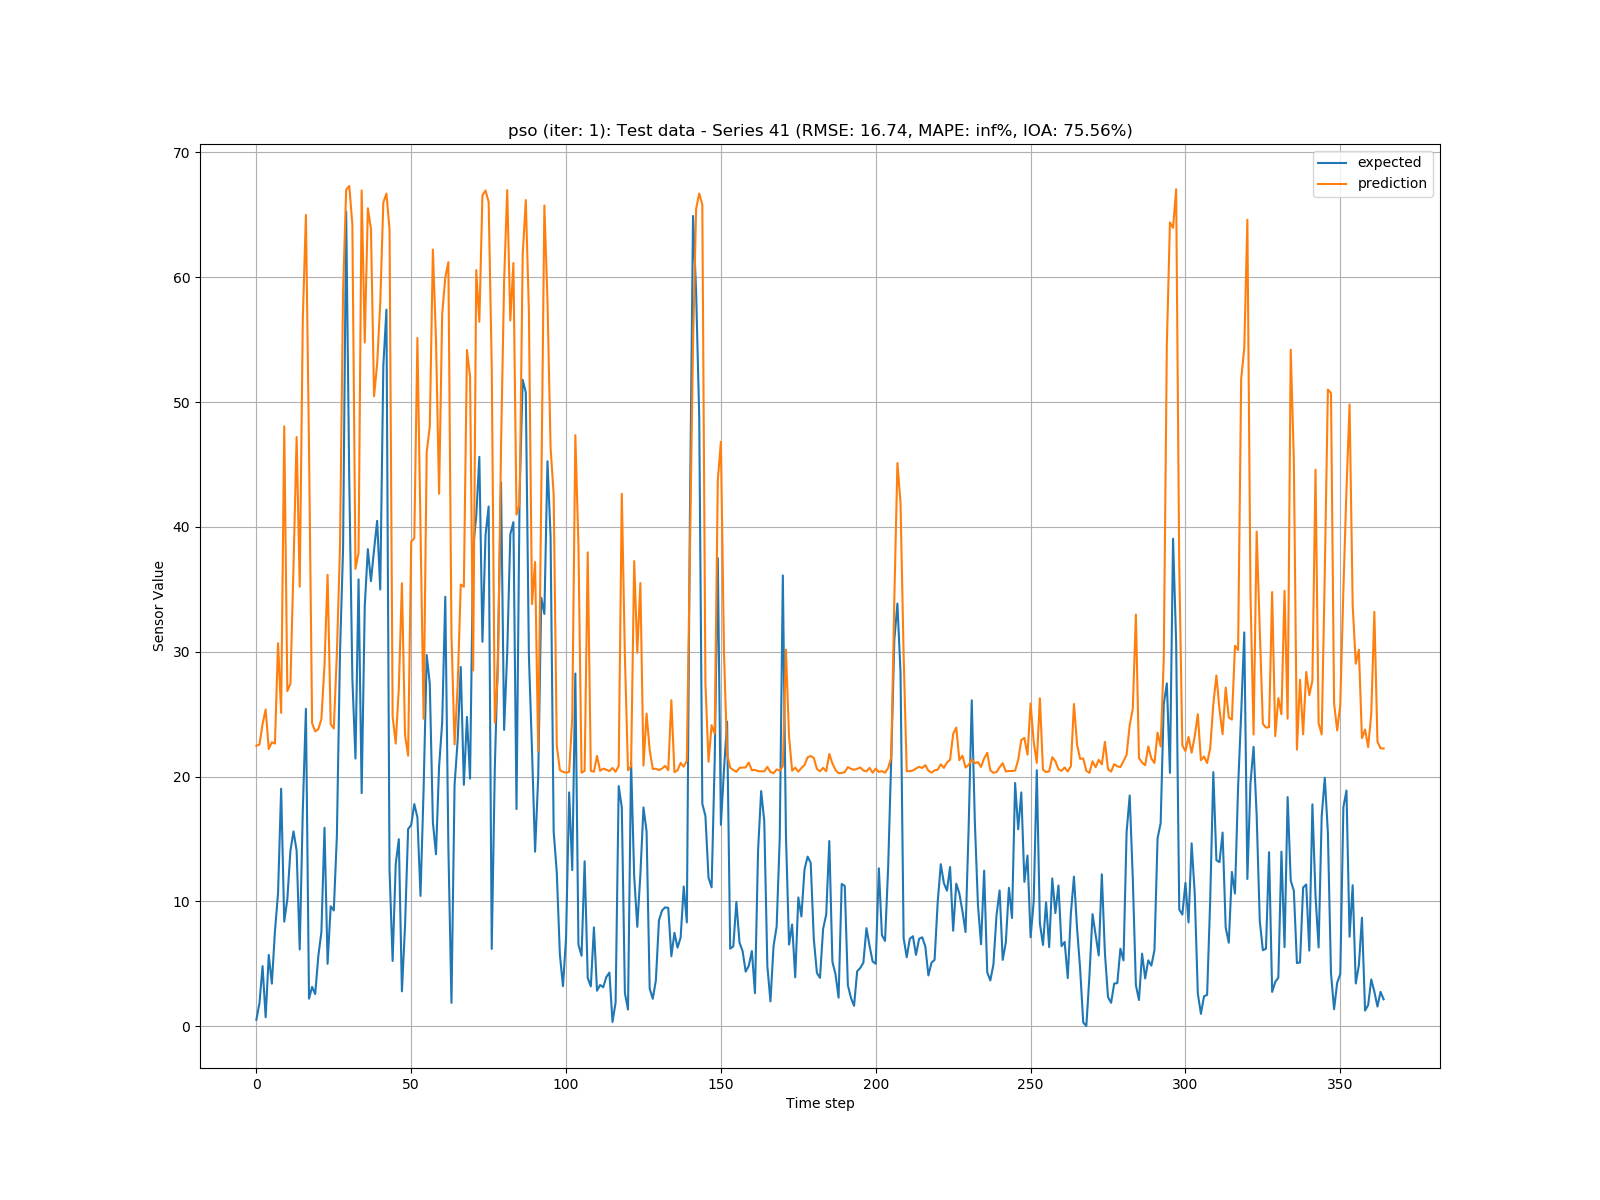 pso (iter: 1): Test data - Series 41 (RMSE: 16.74, MAPE: inf%, IOA: 75.56%)
expected
prediction
Sensor Value
70
60
50
40
30
20
10
0
0 50 100 150 200 250 300 350
Time step